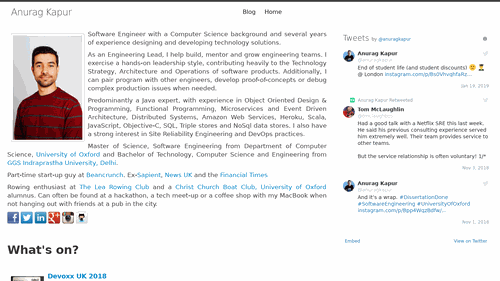 Anurag Kapur
Blog Home
Software Engineer with a Computer Science background and several years
of experience designing and developing technology solutions.
As an Engineering Lead, I help build, mentor and grow engineering teams. I
exercise a hands-on leadership style, contributing heavily to the Technology
Strategy, Architecture and Operations of software products. Additionally, I
can pair program with other engineers, develop proof-of-concepts or debug
complex production issues when needed.
Predominantly a Java expert, with experience in Object Oriented Design &
Programming, Functional Programming, Microservices and Event Driven
Architecture, Distributed Systems, Amazon Web Services, Heroku, Scala,
JavaScript, Objective-C, SQL, Triple stores and NoSql data stores. I also have
a strong interest in Site Reliability Engineering and DevOps practices.
Master of Science, Software Engineering from Department of Computer
Science, University of Oxford and Bachelor of Technology, Computer Science and Engineering from
GGS Indraprastha University, Delhi.
Part-time start-up guy at Beancrunch. Ex-Sapient, News UK and the Financial Times.
Rowing enthusiast at The Lea Rowing Club and a Christ Church Boat Club, University of Oxford
alumnus. Can often be found at a hackathon, a tech meet-up or a coffee shop with my MacBook when
not hanging out with friends at a pub in the city.
What's on?
Devoxx UK 2018
Tweets by @anuragkapur
Anurag Kapur
@anuragkapur
End of student life (and student discounts) 😕 👨‍🎓
@ London instagram.com/p/
Jan 19, 2019
Anurag Kapur Retweeted
Tom McLaughlin
Had a good talk with a Netflix SRE this last week.
He said his previous consulting experience served
him extremely well. Their team provides service to
other teams.
But the service relationship is often voluntary! 1/*
Nov 3, 2018
Anurag Kapur
@anuragkapur
And it's a wrap. #DissertationDone
#SoftwareEngineering #UniversityOfOxford
instagram.com/p/
Nov 1, 2018
Embed View on Twitter